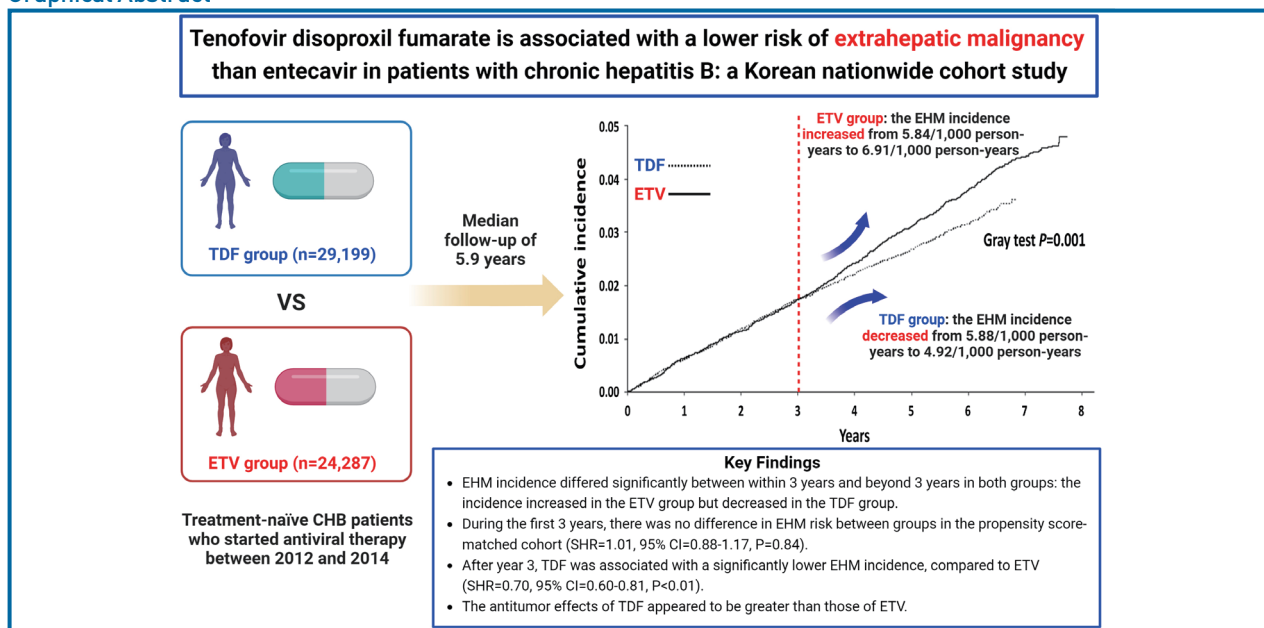 Tenofovir disoproxil fumarate is associated with a lower risk of extrahepatic malignancy
than entecavir in patients with chronic hepatitis B: a Korean nationwide cohort study
TDF group (n=29,199)
VS
ETV group (n=24,287)
Treatment-naïve CHB patients
who started antiviral therapy
between 2012 and 2014
Median
follow-up of
5.9 years
Cumulative incidence
0.05
0.04
0.03
0.02
0.01
0.00
0 1 2 3 4 5 6 7 8
Years
TDF
ETV
ETV group: the EHM incidence
increased from 5.84/1,000 person-
years to 6.91/1,000 person-years
Gray test P=0.001
TDF group: the EHM incidence
decreased from 5.88/1,000 person-
years to 4.92/1,000 person-years
Key Findings
• EHM incidence differed significantly between within 3 years and beyond 3 years in both groups: the
incidence increased in the ETV group but decreased in the TDF group.
• During the first 3 years, there was no difference in EHM risk between groups in the propensity score-
matched cohort (SHR=1.01, 95% CI=0.88-1.17, P=0.84).
• After year 3, TDF was associated with a significantly lower EHM incidence, compared to ETV
(SHR=0.70, 95% CI=0.60-0.81, P<0.01).
• The antitumor effects of TDF appeared to be greater than those of ETV.